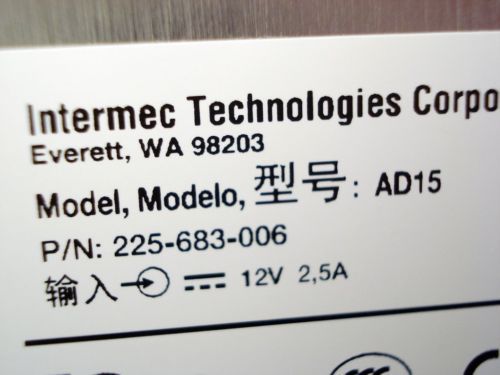 Intermec Technologies Corpo
Everett, WA 98203
Model, Modelo, 型号: AD15
P/N: 225-683-006
输入 12V 2,5A